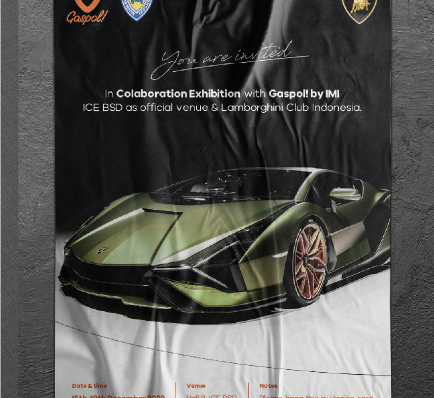 Gaspol!
You are invited
In Colaboration Exhibition with Gaspol! by IMI
ICE BSD as official venue & Lamborghini Club Indonesia.
Date & time
Venue
Notes